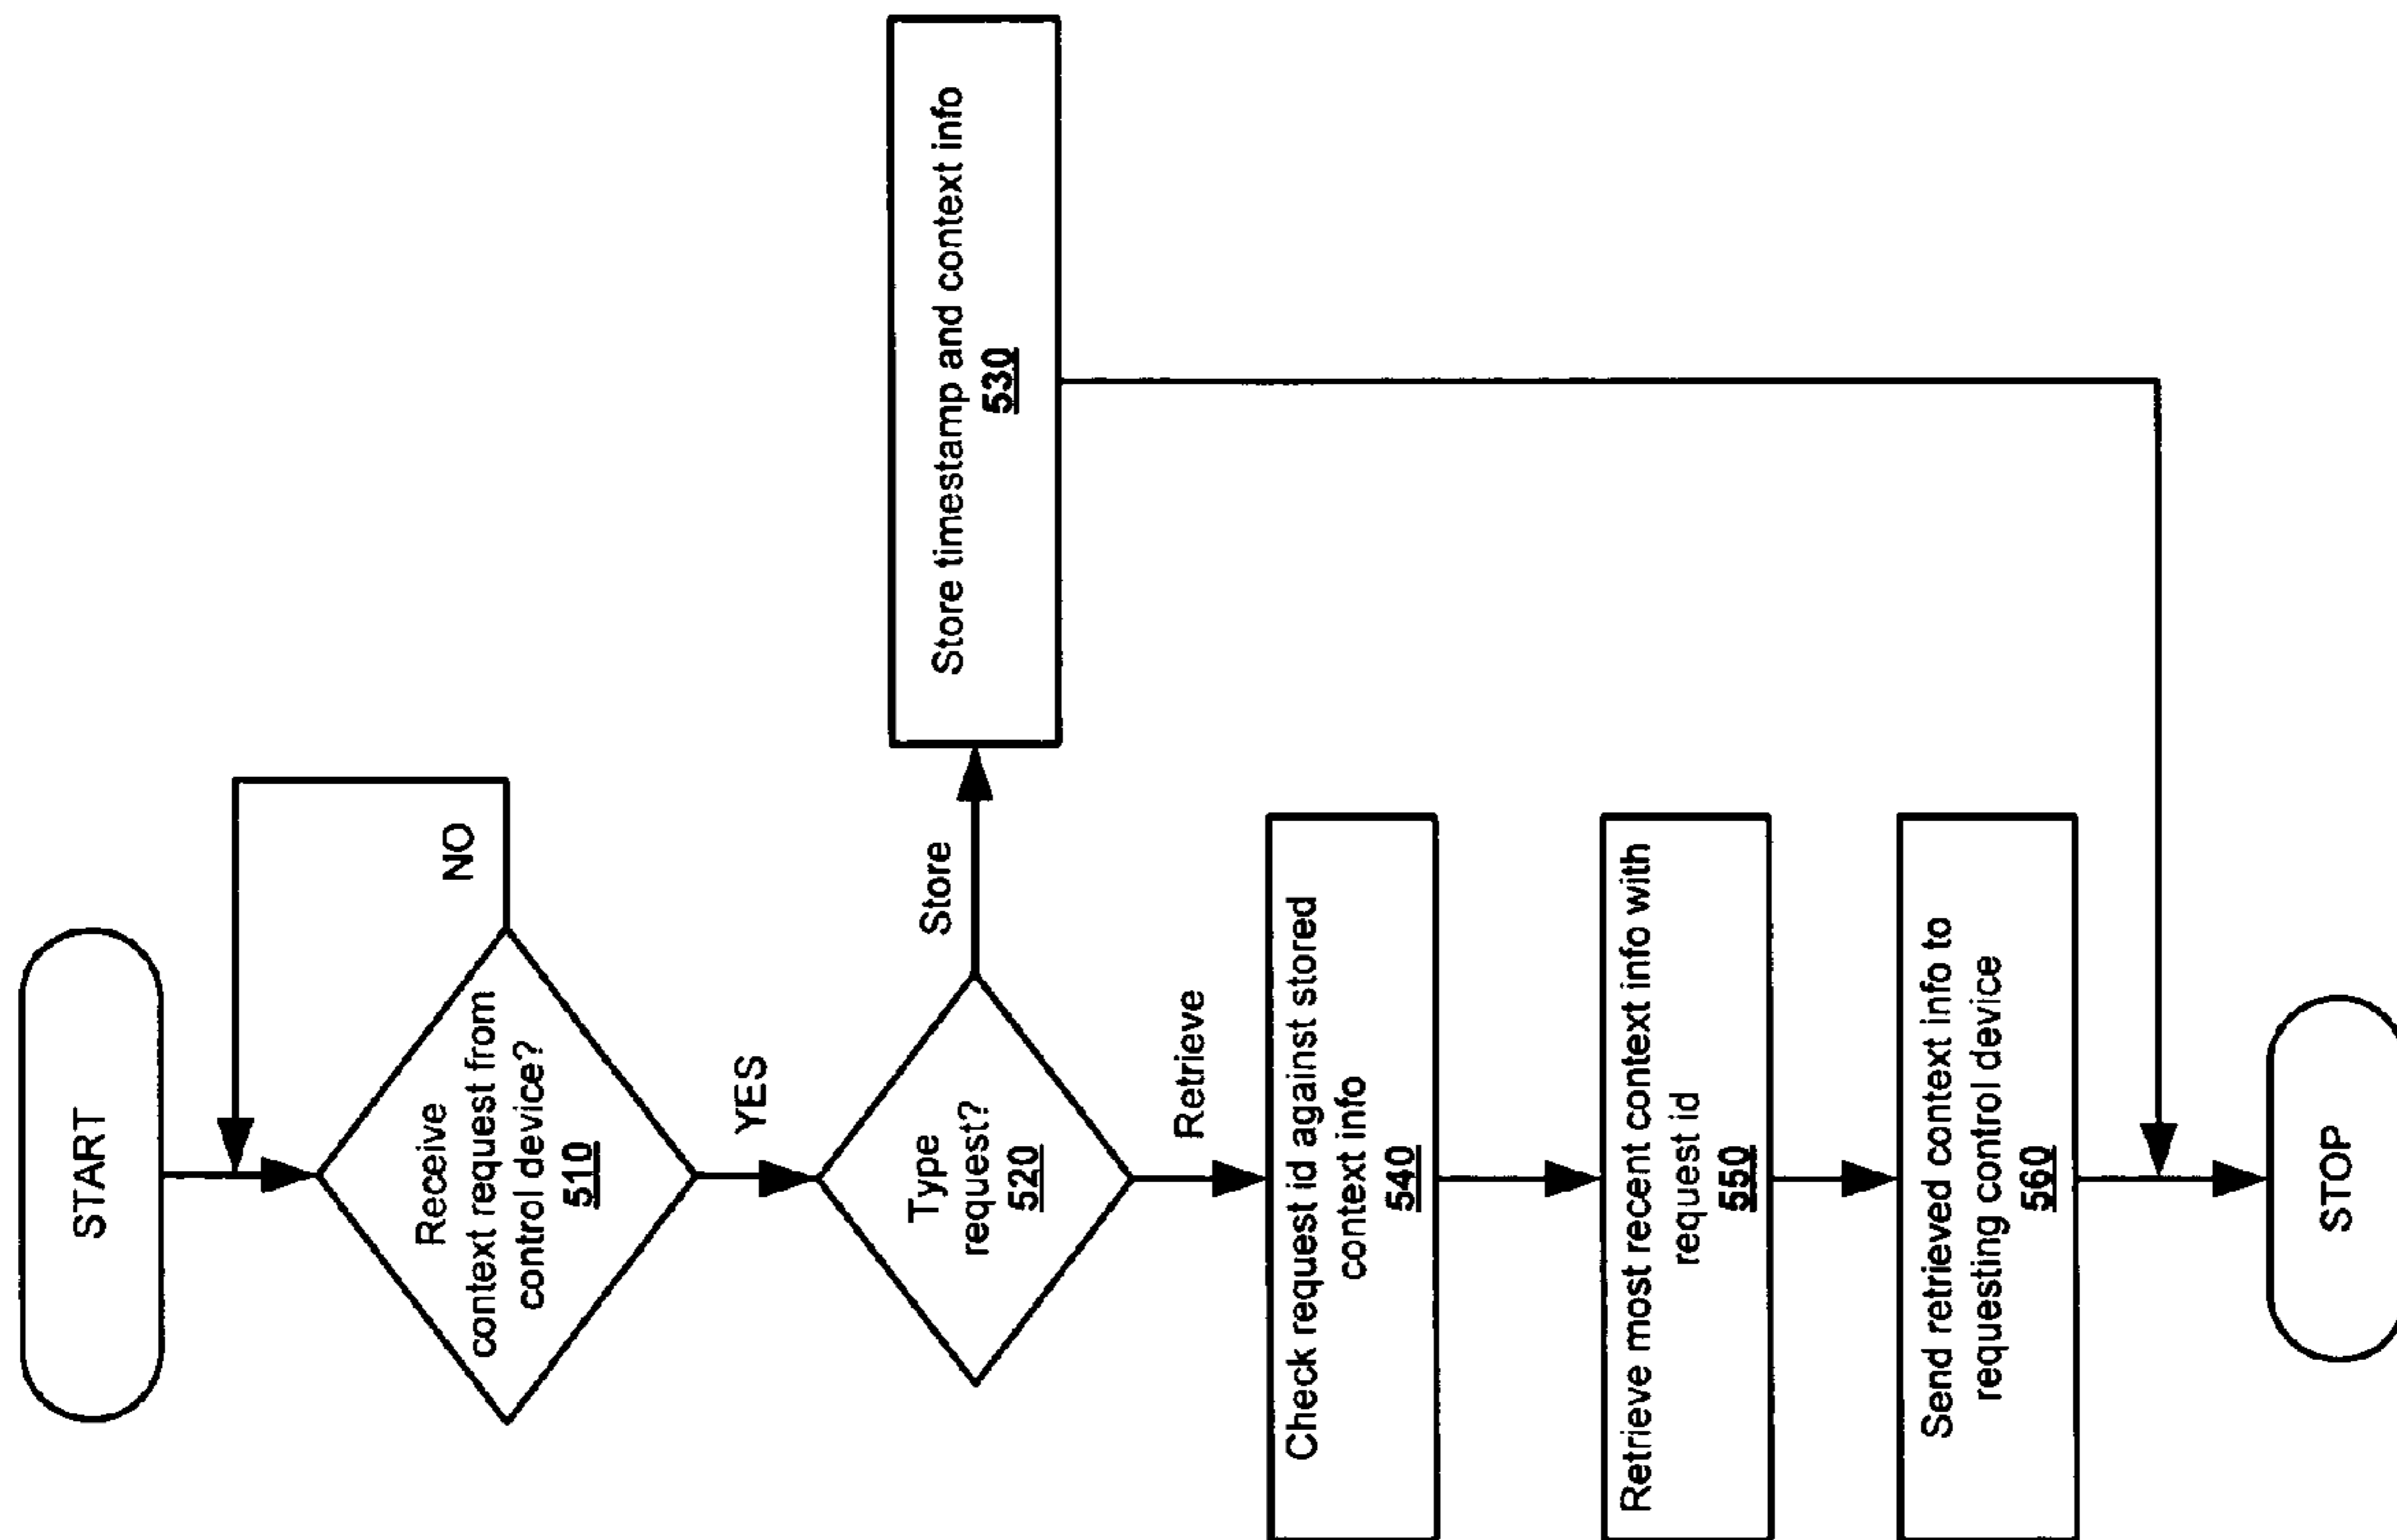 START
Receive
context request from
control device?
510
NO
YES
Type
request?
520
Store
Store timestamp and context info
530
Retrieve
Check request id against stored
context info
540
Retrieve most recent context info with
request id
550
Send retrieved context info to
requesting control device
560
STOP